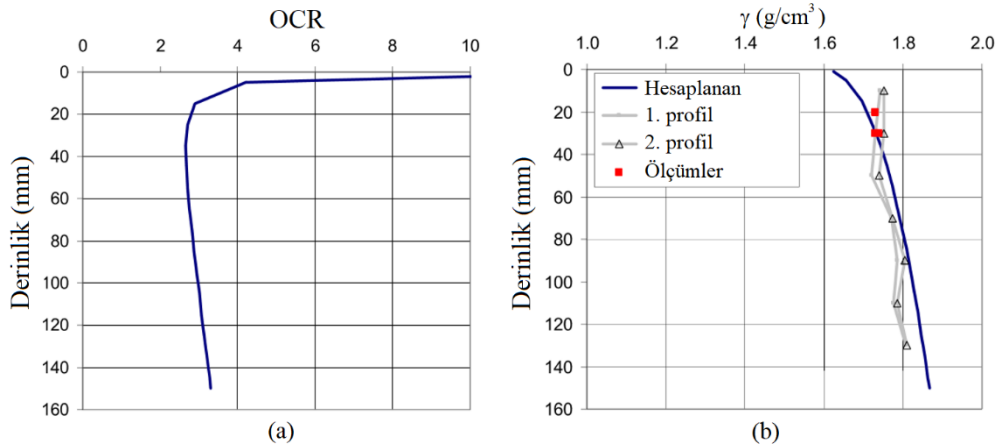 OCR
0 2 4 6 8 10
0
20
40
60
80
100
120
140
160
Derinlik (mm)
(a)
γ (g/cm³)
1.0 1.2 1.4 1.6 1.8 2.0
0
20
40
60
80
100
120
140
160
Derinlik (mm)
Hesaplanan
1. profil
2. profil
Ölçümler
(b)